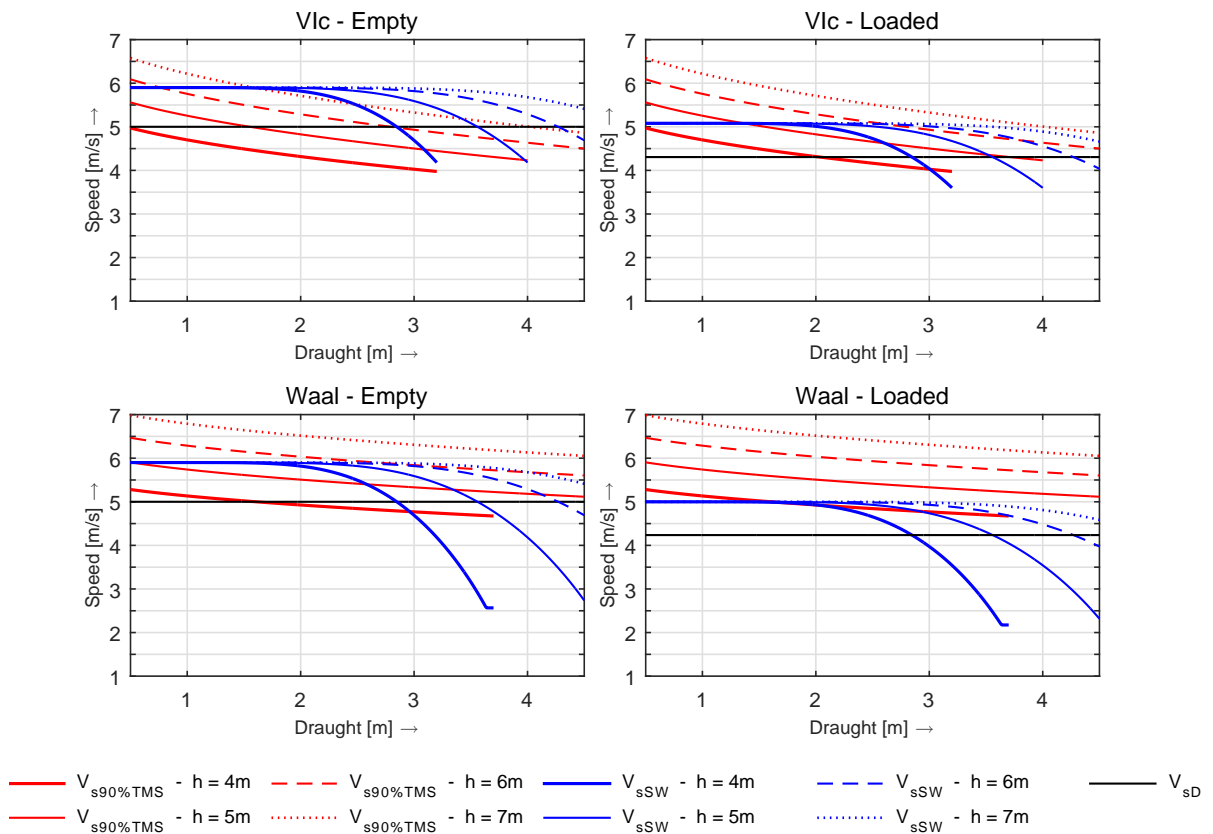 VIc - Empty
VIc - Loaded
7
6
5
4
3
2
1
Speed [m/s] →
1 2 3 4
Draught [m] →
7
6
5
4
3
2
1
Speed [m/s] →
1 2 3 4
Draught [m] →
Waal - Empty
Waal - Loaded
7
6
5
4
3
2
1
Speed [m/s] →
1 2 3 4
Draught [m] →
7
6
5
4
3
2
1
Speed [m/s] →
1 2 3 4
Draught [m] →
Vs90%TMS - h = 4m
Vs90%TMS - h = 6m
VsSW - h = 4m
VsSW - h = 6m
VsD
Vs90%TMS - h = 5m
Vs90%TMS - h = 7m
VsSW - h = 5m
VsSW - h = 7m